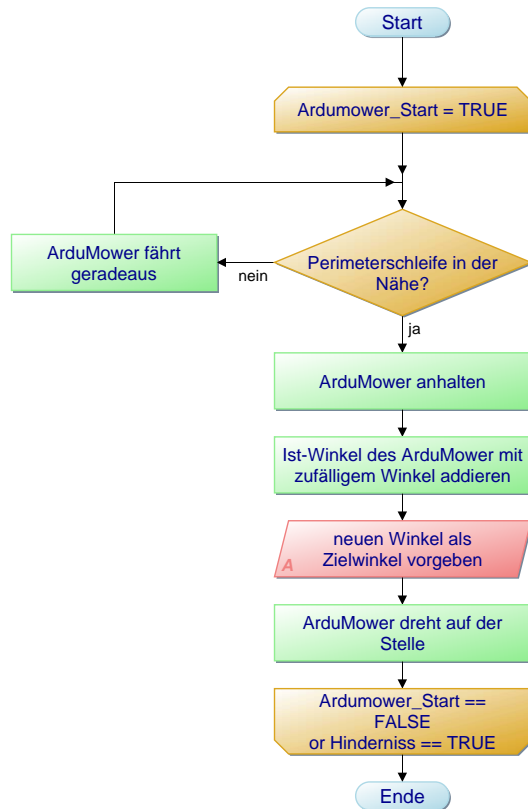 Start
Ardumower_Start = TRUE
ArduMower fährt
geradeaus
nein
Perimeterschleife in der
Nähe?
ja
ArduMower anhalten
Ist-Winkel des ArduMower mit
zufälligem Winkel addieren
neuen Winkel als
Zielwinkel vorgeben
A
ArduMower dreht auf der
Stelle
Ardumower_Start ==
FALSE
or Hinderniss == TRUE
Ende